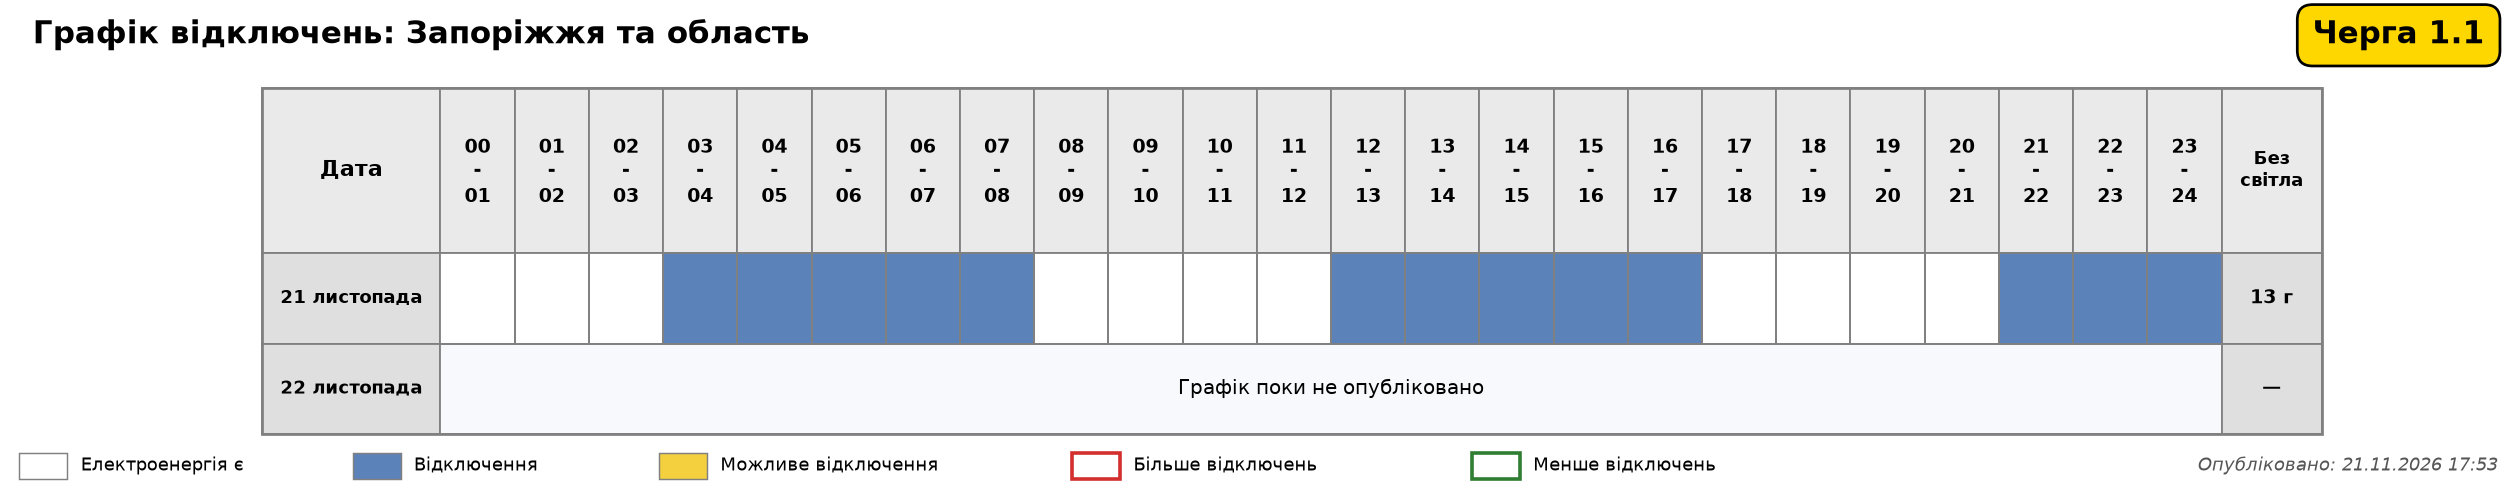 Графік відключень: Запоріжжя та область
Черга 1.1
Дата
00 - 01
01 - 02
02 - 03
03 - 04
04 - 05
05 - 06
06 - 07
07 - 08
08 - 09
09 - 10
10 - 11
11 - 12
12 - 13
13 - 14
14 - 15
15 - 16
16 - 17
17 - 18
18 - 19
19 - 20
20 - 21
21 - 22
22 - 23
23 - 24
Без
світла
21 листопада
13 г
22 листопада
Графік поки не опубліковано
—
Електроенергія є
Відключення
Можливе відключення
Більше відключень
Менше відключень
Опубліковано: 21.11.2026 17:53